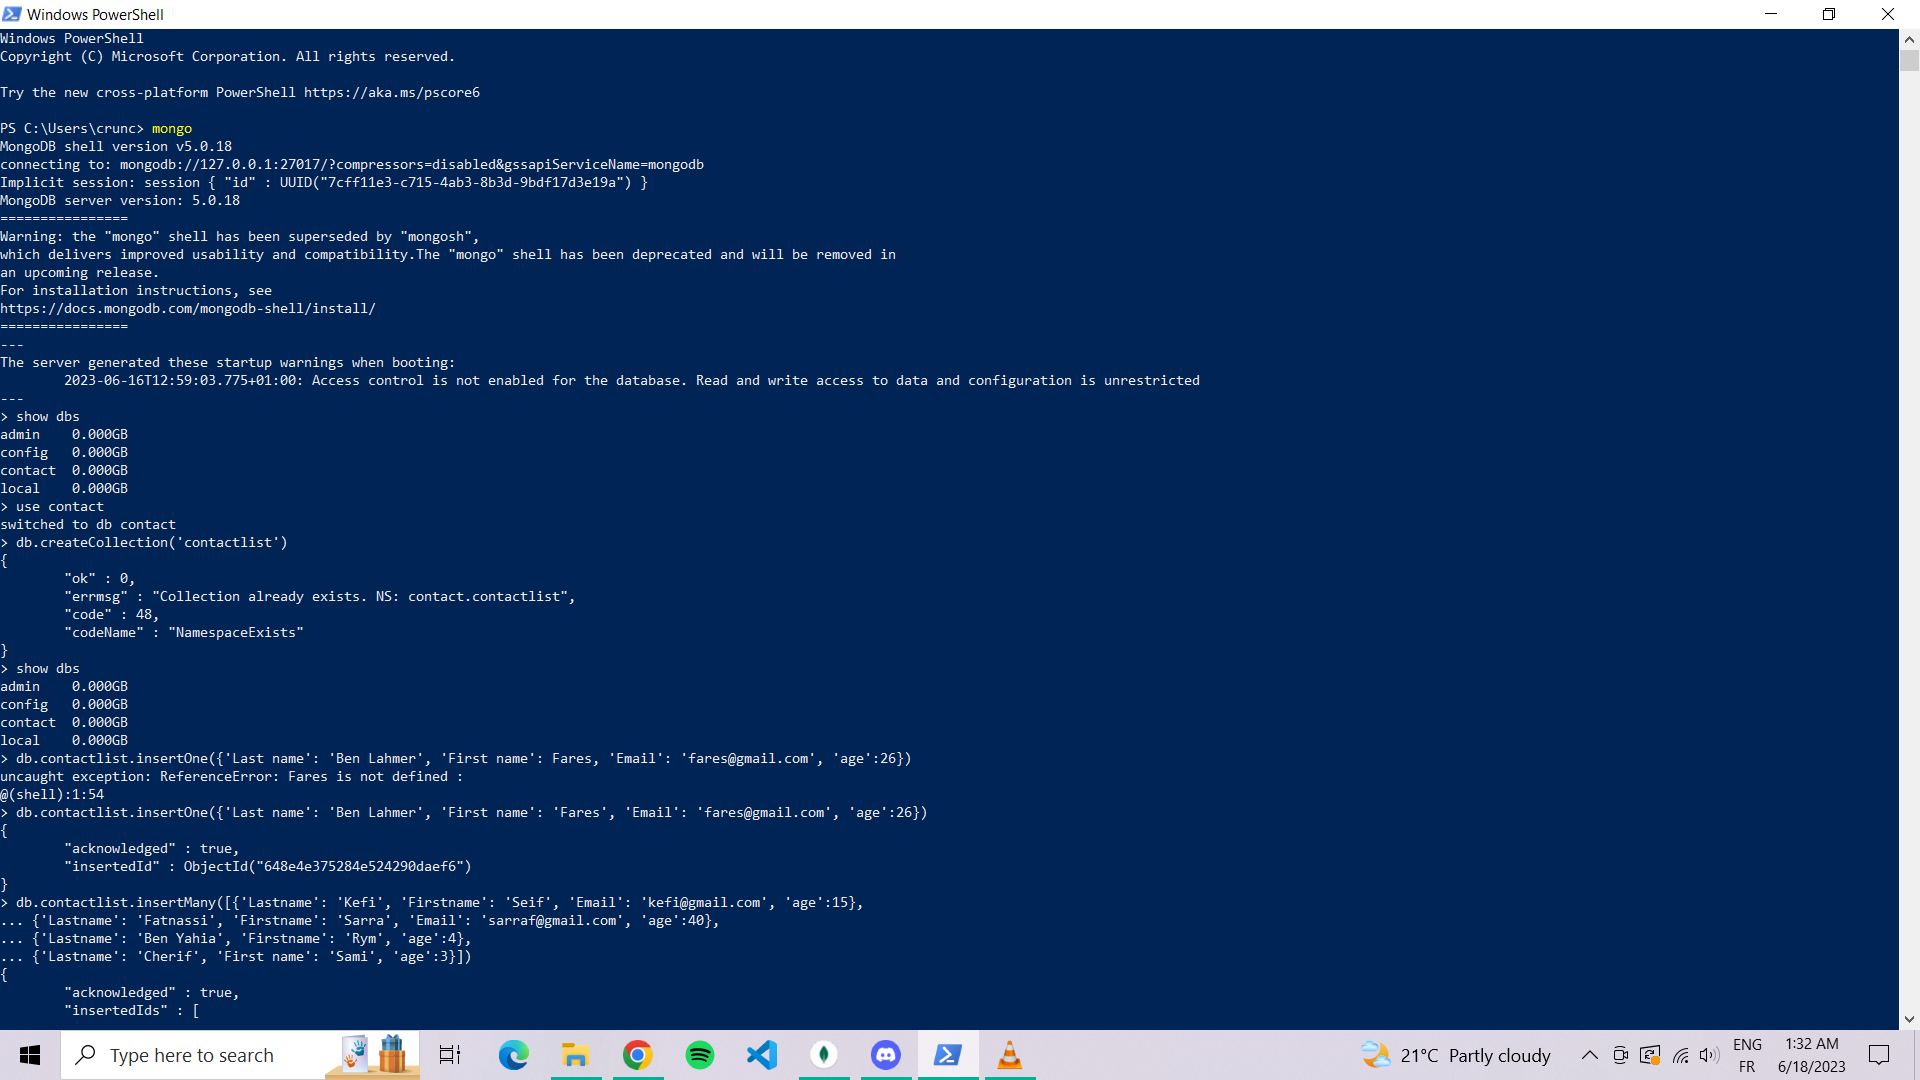 Windows PowerShell
Windows PowerShell
Copyright (C) Microsoft Corporation. All rights reserved.
Try the new cross-platform PowerShell https://aka.ms/pscore6
PS C:\Users\crunc> mongo
MongoDB shell version v5.0.18
connecting to: mongodb://127.0.0.1:27017/?compressors=disabled&gssapiServiceName=mongodb
Implicit session: session { "id" : UUID("7cff11e3-c715-4ab3-8b3d-9bdf17d3e19a") }
MongoDB server version: 5.0.18
================
Warning: the "mongo" shell has been superseded by "mongosh",
which delivers improved usability and compatibility.The "mongo" shell has been deprecated and will be removed in
an upcoming release.
For installation instructions, see
https://docs.mongodb.com/mongodb-shell/install/
================
---
The server generated these startup warnings when booting:
        2023-06-16T12:59:03.775+01:00: Access control is not enabled for the database. Read and write access to data and configuration is unrestricted
---
> show dbs
admin    0.000GB
config   0.000GB
contact  0.000GB
local    0.000GB
> use contact
switched to db contact
> db.createCollection('contactlist')
{
        "ok" : 0,
        "errmsg" : "Collection already exists. NS: contact.contactlist",
        "code" : 48,
        "codeName" : "NamespaceExists"
}
> show dbs
admin    0.000GB
config   0.000GB
contact  0.000GB
local    0.000GB
> db.contactlist.insertOne({'Last name': 'Ben Lahmer', 'First name': Fares, 'Email': 'fares@gmail.com', 'age':26})
uncaught exception: ReferenceError: Fares is not defined :
@(shell):1:54
> db.contactlist.insertOne({'Last name': 'Ben Lahmer', 'First name': 'Fares', 'Email': 'fares@gmail.com', 'age':26})
{
        "acknowledged" : true,
        "insertedId" : ObjectId("648e4e375284e524290daef6")
}
> db.contactlist.insertMany([{'Lastname': 'Kefi', 'Firstname': 'Seif', 'Email': 'kefi@gmail.com', 'age':15},
... {'Lastname': 'Fatnassi', 'Firstname': 'Sarra', 'Email': 'sarraf@gmail.com', 'age':40},
... {'Lastname': 'Ben Yahia', 'Firstname': 'Rym', 'age':4},
... {'Lastname': 'Cherif', 'First name': 'Sami', 'age':3}])
{
        "acknowledged" : true,
        "insertedIds" : [
Type here to search
21°C Partly cloudy
ENG
FR
1:32 AM
6/18/2023